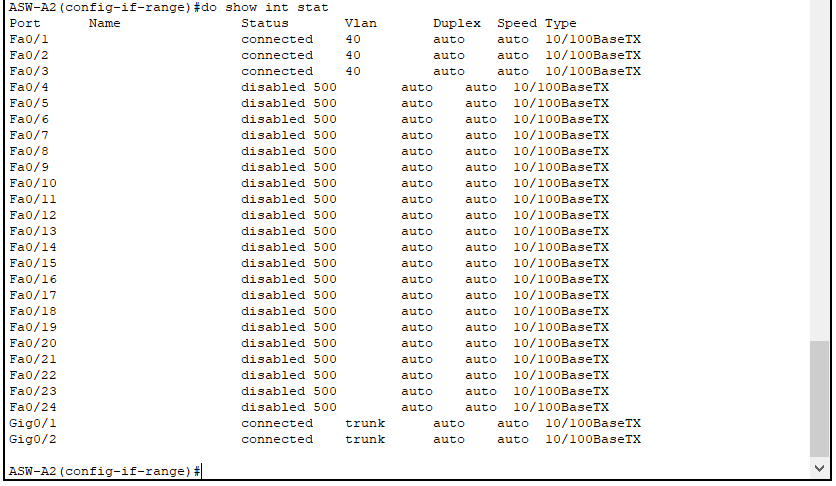 ASW-A2(config-if-range)#do show int stat
Port      Name               Status       Vlan       Duplex  Speed Type
Fa0/1                        connected    40         auto    auto  10/100BaseTX
Fa0/2                        connected    40         auto    auto  10/100BaseTX
Fa0/3                        connected    40         auto    auto  10/100BaseTX
Fa0/4                        disabled 500        auto    auto  10/100BaseTX
Fa0/5                        disabled 500        auto    auto  10/100BaseTX
Fa0/6                        disabled 500        auto    auto  10/100BaseTX
Fa0/7                        disabled 500        auto    auto  10/100BaseTX
Fa0/8                        disabled 500        auto    auto  10/100BaseTX
Fa0/9                        disabled 500        auto    auto  10/100BaseTX
Fa0/10                       disabled 500        auto    auto  10/100BaseTX
Fa0/11                       disabled 500        auto    auto  10/100BaseTX
Fa0/12                       disabled 500        auto    auto  10/100BaseTX
Fa0/13                       disabled 500        auto    auto  10/100BaseTX
Fa0/14                       disabled 500        auto    auto  10/100BaseTX
Fa0/15                       disabled 500        auto    auto  10/100BaseTX
Fa0/16                       disabled 500        auto    auto  10/100BaseTX
Fa0/17                       disabled 500        auto    auto  10/100BaseTX
Fa0/18                       disabled 500        auto    auto  10/100BaseTX
Fa0/19                       disabled 500        auto    auto  10/100BaseTX
Fa0/20                       disabled 500        auto    auto  10/100BaseTX
Fa0/21                       disabled 500        auto    auto  10/100BaseTX
Fa0/22                       disabled 500        auto    auto  10/100BaseTX
Fa0/23                       disabled 500        auto    auto  10/100BaseTX
Fa0/24                       disabled 500        auto    auto  10/100BaseTX
Gig0/1                       connected    trunk      auto    auto  10/100BaseTX
Gig0/2                       connected    trunk      auto    auto  10/100BaseTX
ASW-A2(config-if-range)#